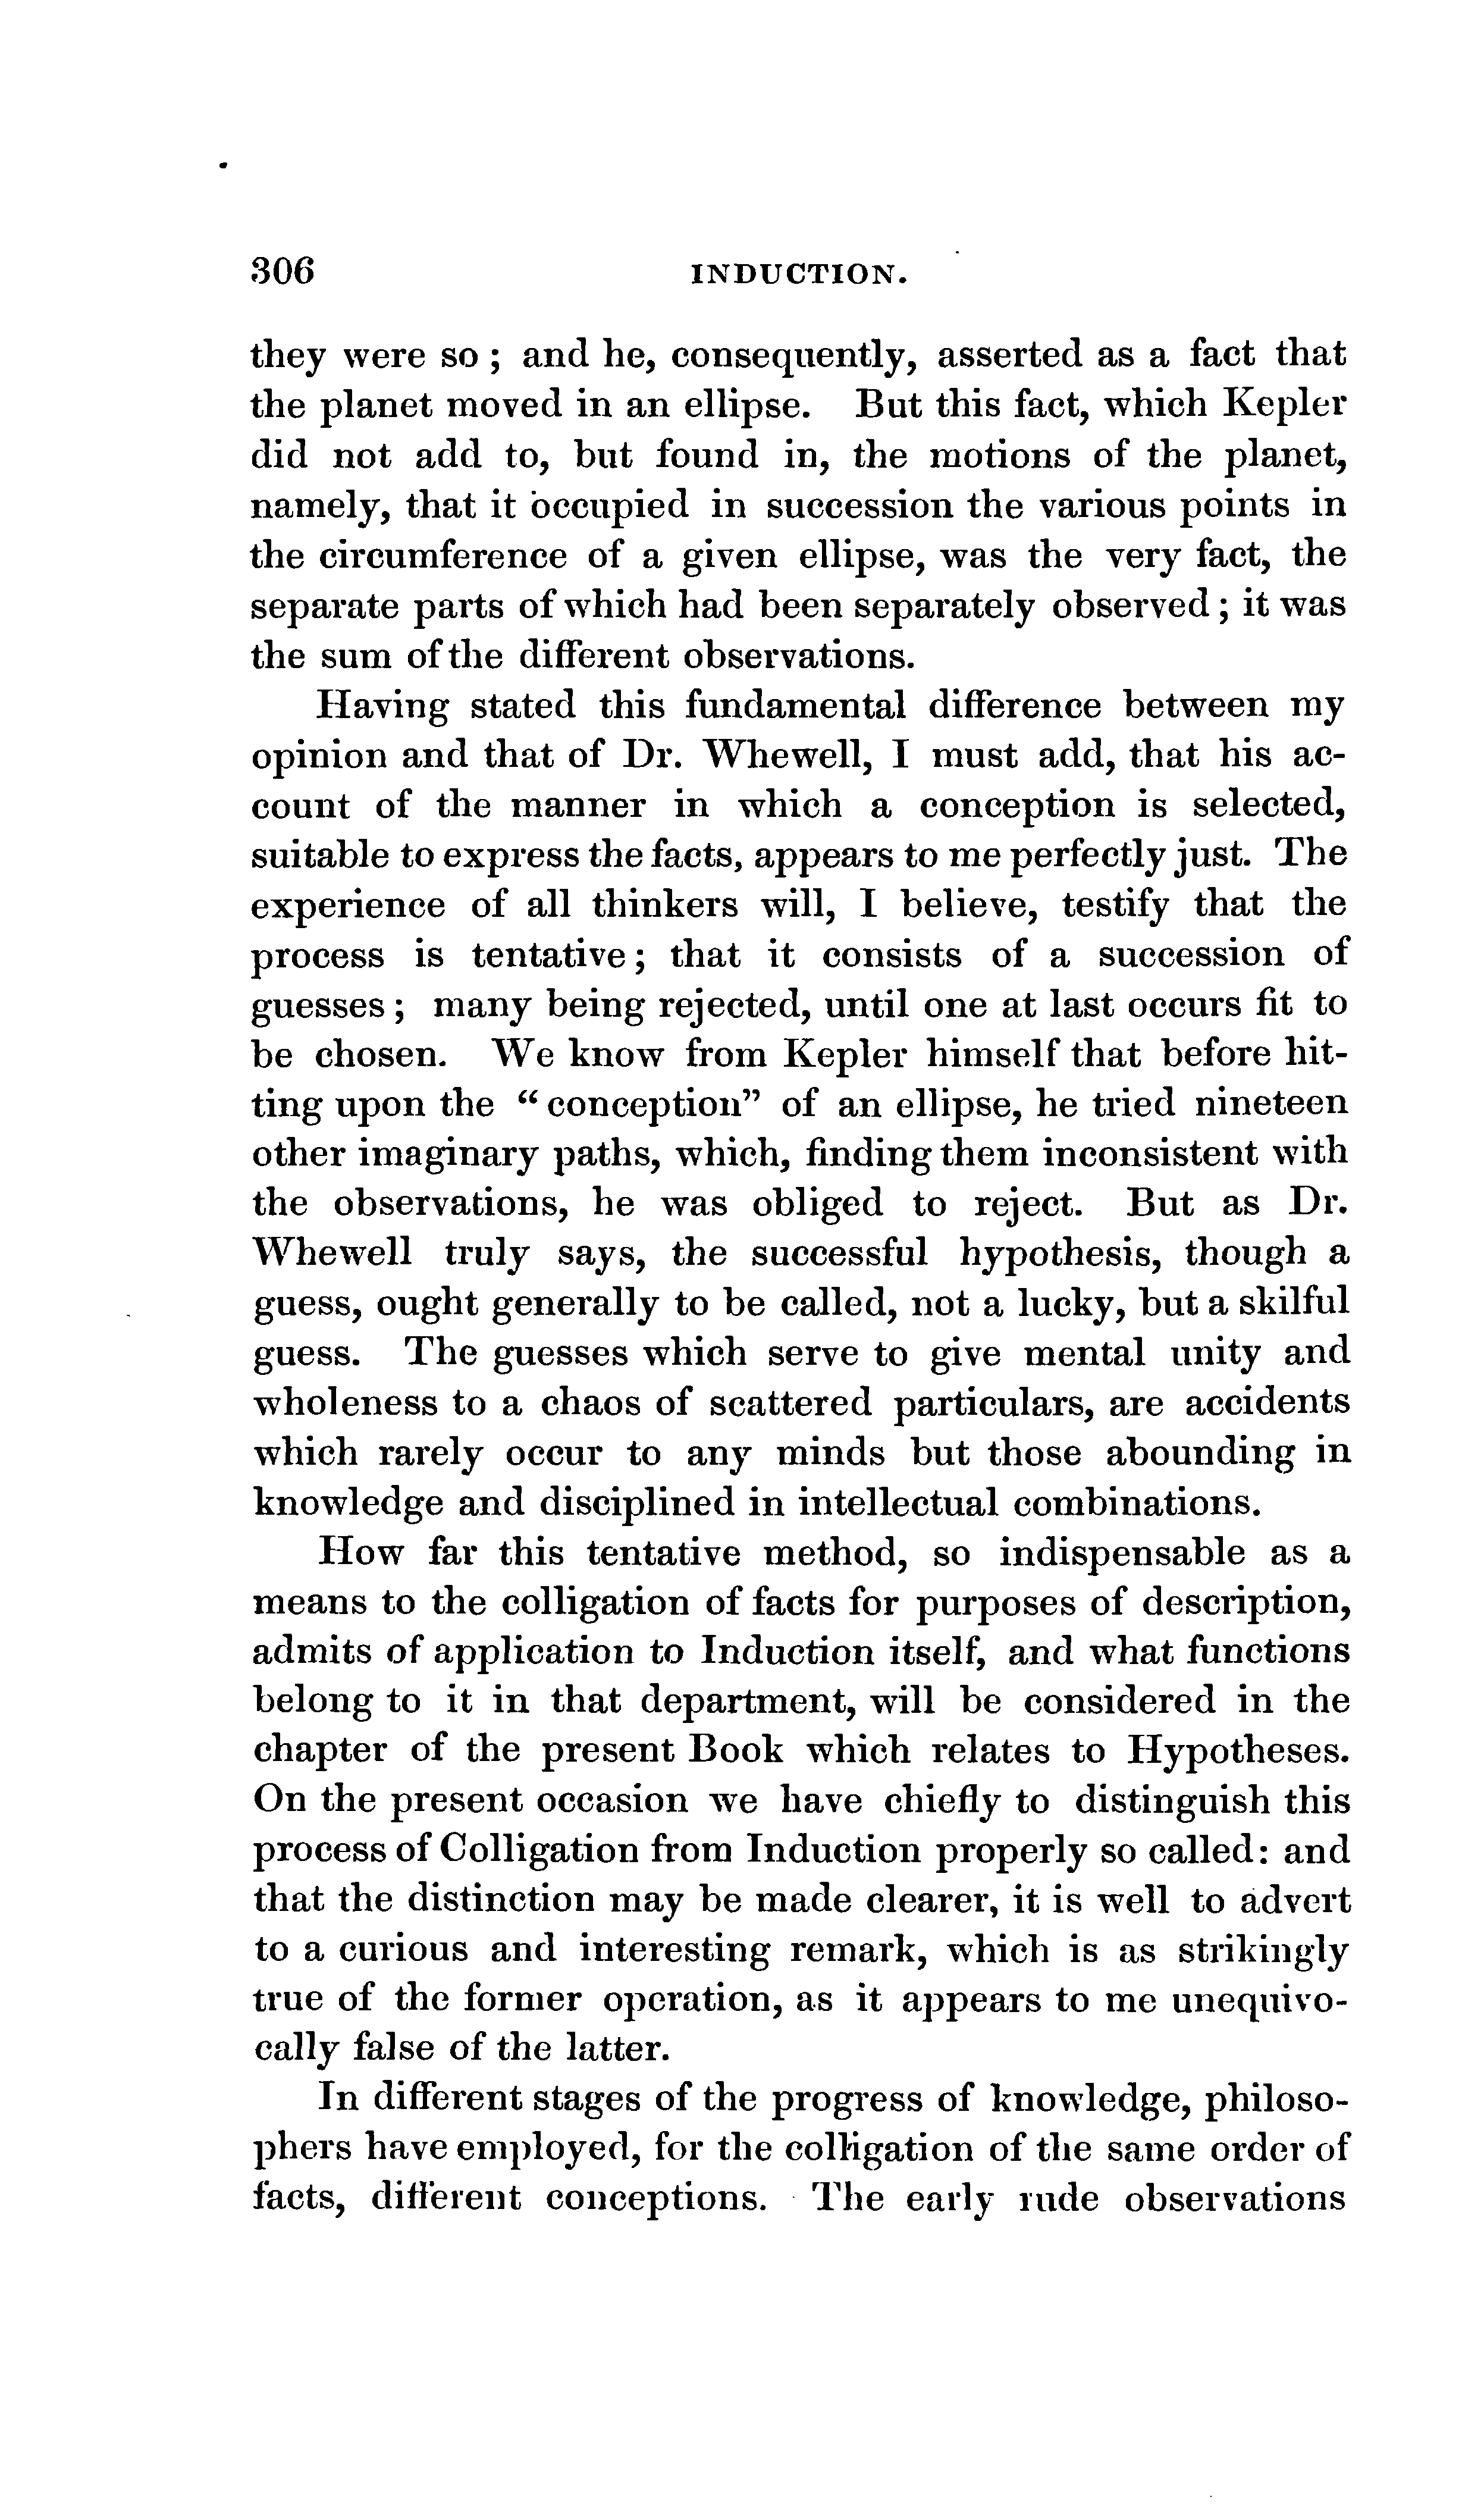 306 INDUCTION.
they were so; and he, consequently, asserted as a fact that
the planet moved in an ellipse. But this fact, which Kepler
did not add to, but found in, the motions of the planet,
namely, that it occupied in succession the various points in
the circumference of a given ellipse, was the very fact, the
separate parts of which had been separately observed; it was
the sum of the different observations.
Having stated this fundamental difference between my
opinion and that of Dr. Whewell, I must add, that his ac-
count of the manner in which a conception is selected,
suitable to express the facts, appears to me perfectly just. The
experience of all thinkers will, I believe, testify that the
process is tentative; that it consists of a succession of
guesses; many being rejected, until one at last occurs fit to
be chosen. We know from Kepler himself that before hit-
ting upon the “conception” of an ellipse, he tried nineteen
other imaginary paths, which, finding them inconsistent with
the observations, he was obliged to reject. But as Dr.
Whewell truly says, the successful hypothesis, though a
guess, ought generally to be called, not a lucky, but a skilful
guess. The guesses which serve to give mental unity and
wholeness to a chaos of scattered particulars, are accidents
which rarely occur to any minds but those abounding in
knowledge and disciplined in intellectual combinations.
How far this tentative method, so indispensable as a
means to the colligation of facts for purposes of description,
admits of application to Induction itself, and what functions
belong to it in that department, will be considered in the
chapter of the present Book which relates to Hypotheses.
On the present occasion we have chiefly to distinguish this
process of Colligation from Induction properly so called: and
that the distinction may be made clearer, it is well to advert
to a curious and interesting remark, which is as strikingly
true of the former operation, as it appears to me unequivo-
cally false of the latter.
In different stages of the progress of knowledge, philoso-
phers have employed, for the colligation of the same order of
facts, different conceptions. The early rude observations